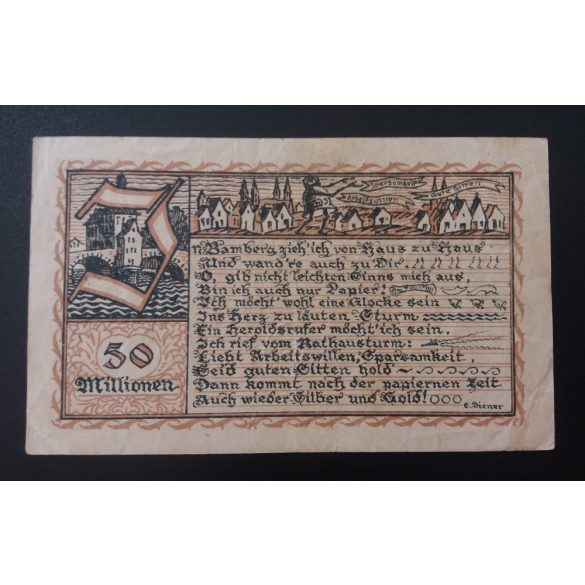 Sparsamkeit
Gute Sitten
Arbeitswillen
In Bamberg zieh' ich von Haus zu Haus
Und wand're auch zu Dir
O, gib nicht leichten Sinns mich aus,
Bin ich auch nur Papier!
Ich möcht' wohl eine Glocke sein
Ins Herz zu läuten Sturm
Ein Heroldsrufer möcht' ich sein.
Ich rief vom Rathausturm:
Liebt Arbeitswillen, Sparsamkeit,
Seid guten Sitten hold
Dann kommt nach der papiernen Zeit
Auch wieder Silber und Gold!
E. Diener
50
Millionen